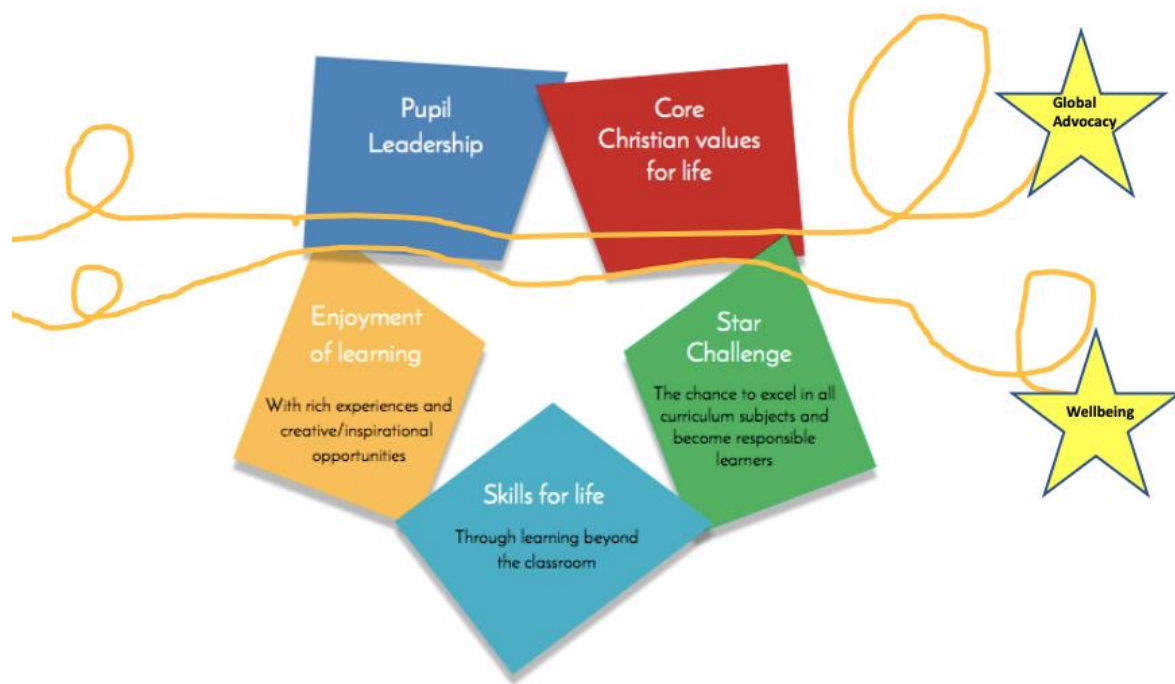 Pupil
Leadership
Core
Christian values
for life
Global
Advocacy
Enjoyment
of learning
With rich experiences and
creative/inspirational
opportunities
Star
Challenge
The chance to excel in all
curriculum subjects and
become responsible
learners
Wellbeing
Skills for life
Through learning beyond
the classroom